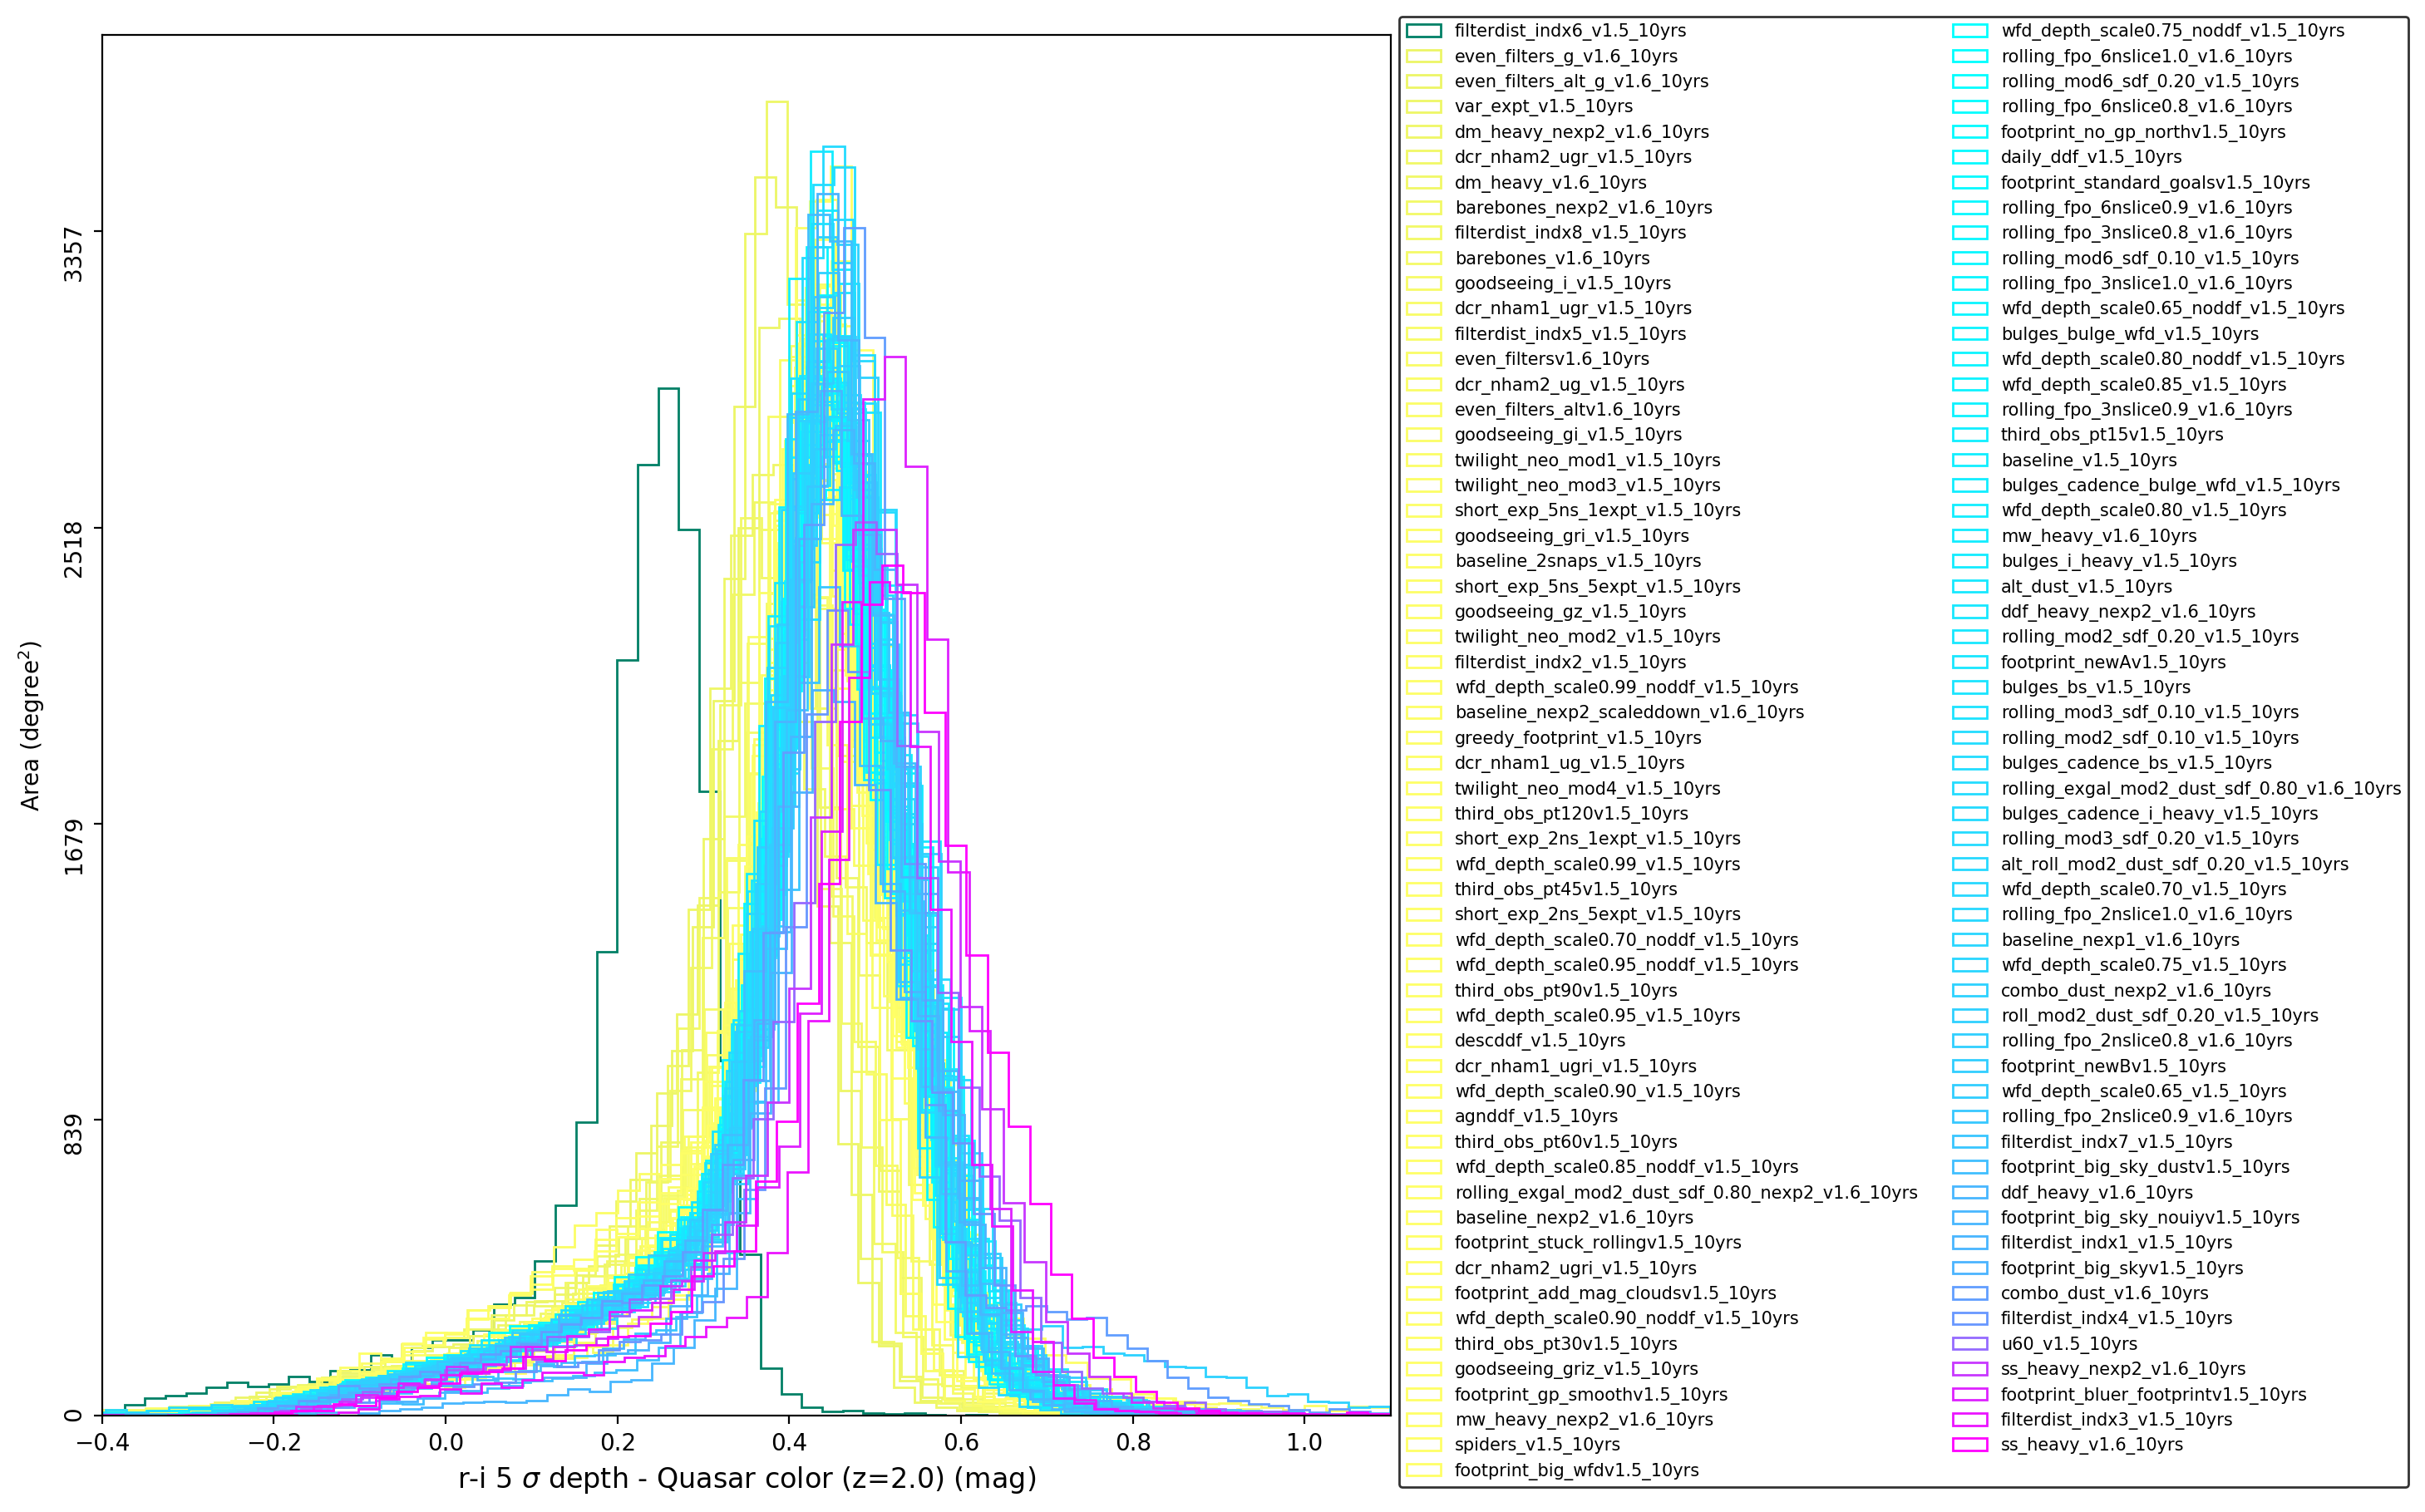 3357
2518
1679
839
0
Area (degree²)
−0.4 −0.2 0.0 0.2 0.4 0.6 0.8 1.0
r-i 5 σ depth - Quasar color (z=2.0) (mag)
filterdist_indx6_v1.5_10yrs
even_filters_g_v1.6_10yrs
even_filters_alt_g_v1.6_10yrs
var_expt_v1.5_10yrs
dm_heavy_nexp2_v1.6_10yrs
dcr_nham2_ugr_v1.5_10yrs
dm_heavy_v1.6_10yrs
barebones_nexp2_v1.6_10yrs
filterdist_indx8_v1.5_10yrs
barebones_v1.6_10yrs
goodseeing_i_v1.5_10yrs
dcr_nham1_ugr_v1.5_10yrs
filterdist_indx5_v1.5_10yrs
even_filtersv1.6_10yrs
dcr_nham2_ug_v1.5_10yrs
even_filters_altv1.6_10yrs
goodseeing_gi_v1.5_10yrs
twilight_neo_mod1_v1.5_10yrs
twilight_neo_mod3_v1.5_10yrs
short_exp_5ns_1expt_v1.5_10yrs
goodseeing_gri_v1.5_10yrs
baseline_2snaps_v1.5_10yrs
short_exp_5ns_5expt_v1.5_10yrs
goodseeing_gz_v1.5_10yrs
twilight_neo_mod2_v1.5_10yrs
filterdist_indx2_v1.5_10yrs
wfd_depth_scale0.99_noddf_v1.5_10yrs
baseline_nexp2_scaleddown_v1.6_10yrs
greedy_footprint_v1.5_10yrs
dcr_nham1_ug_v1.5_10yrs
twilight_neo_mod4_v1.5_10yrs
third_obs_pt120v1.5_10yrs
short_exp_2ns_1expt_v1.5_10yrs
wfd_depth_scale0.99_v1.5_10yrs
third_obs_pt45v1.5_10yrs
short_exp_2ns_5expt_v1.5_10yrs
wfd_depth_scale0.70_noddf_v1.5_10yrs
wfd_depth_scale0.95_noddf_v1.5_10yrs
third_obs_pt90v1.5_10yrs
wfd_depth_scale0.95_v1.5_10yrs
descddf_v1.5_10yrs
dcr_nham1_ugri_v1.5_10yrs
wfd_depth_scale0.90_v1.5_10yrs
agnddf_v1.5_10yrs
third_obs_pt60v1.5_10yrs
wfd_depth_scale0.85_noddf_v1.5_10yrs
rolling_exgal_mod2_dust_sdf_0.80_nexp2_v1.6_10yrs
baseline_nexp2_v1.6_10yrs
footprint_stuck_rollingv1.5_10yrs
dcr_nham2_ugri_v1.5_10yrs
footprint_add_mag_cloudsv1.5_10yrs
wfd_depth_scale0.90_noddf_v1.5_10yrs
third_obs_pt30v1.5_10yrs
goodseeing_griz_v1.5_10yrs
footprint_gp_smoothv1.5_10yrs
mw_heavy_nexp2_v1.6_10yrs
spiders_v1.5_10yrs
footprint_big_wfdv1.5_10yrs
wfd_depth_scale0.75_noddf_v1.5_10yrs
rolling_fpo_6nslice1.0_v1.6_10yrs
rolling_mod6_sdf_0.20_v1.5_10yrs
rolling_fpo_6nslice0.8_v1.6_10yrs
footprint_no_gp_northv1.5_10yrs
daily_ddf_v1.5_10yrs
footprint_standard_goalsv1.5_10yrs
rolling_fpo_6nslice0.9_v1.6_10yrs
rolling_fpo_3nslice0.8_v1.6_10yrs
rolling_mod6_sdf_0.10_v1.5_10yrs
rolling_fpo_3nslice1.0_v1.6_10yrs
wfd_depth_scale0.65_noddf_v1.5_10yrs
bulges_bulge_wfd_v1.5_10yrs
wfd_depth_scale0.80_noddf_v1.5_10yrs
wfd_depth_scale0.85_v1.5_10yrs
rolling_fpo_3nslice0.9_v1.6_10yrs
third_obs_pt15v1.5_10yrs
baseline_v1.5_10yrs
bulges_cadence_bulge_wfd_v1.5_10yrs
wfd_depth_scale0.80_v1.5_10yrs
mw_heavy_v1.6_10yrs
bulges_i_heavy_v1.5_10yrs
alt_dust_v1.5_10yrs
ddf_heavy_nexp2_v1.6_10yrs
rolling_mod2_sdf_0.20_v1.5_10yrs
footprint_newAv1.5_10yrs
bulges_bs_v1.5_10yrs
rolling_mod3_sdf_0.10_v1.5_10yrs
rolling_mod2_sdf_0.10_v1.5_10yrs
bulges_cadence_bs_v1.5_10yrs
rolling_exgal_mod2_dust_sdf_0.80_v1.6_10yrs
bulges_cadence_i_heavy_v1.5_10yrs
rolling_mod3_sdf_0.20_v1.5_10yrs
alt_roll_mod2_dust_sdf_0.20_v1.5_10yrs
wfd_depth_scale0.70_v1.5_10yrs
rolling_fpo_2nslice1.0_v1.6_10yrs
baseline_nexp1_v1.6_10yrs
wfd_depth_scale0.75_v1.5_10yrs
combo_dust_nexp2_v1.6_10yrs
roll_mod2_dust_sdf_0.20_v1.5_10yrs
rolling_fpo_2nslice0.8_v1.6_10yrs
footprint_newBv1.5_10yrs
wfd_depth_scale0.65_v1.5_10yrs
rolling_fpo_2nslice0.9_v1.6_10yrs
filterdist_indx7_v1.5_10yrs
footprint_big_sky_dustv1.5_10yrs
ddf_heavy_v1.6_10yrs
footprint_big_sky_nouiyv1.5_10yrs
filterdist_indx1_v1.5_10yrs
footprint_big_skyv1.5_10yrs
combo_dust_v1.6_10yrs
filterdist_indx4_v1.5_10yrs
u60_v1.5_10yrs
ss_heavy_nexp2_v1.6_10yrs
footprint_bluer_footprintv1.5_10yrs
filterdist_indx3_v1.5_10yrs
ss_heavy_v1.6_10yrs